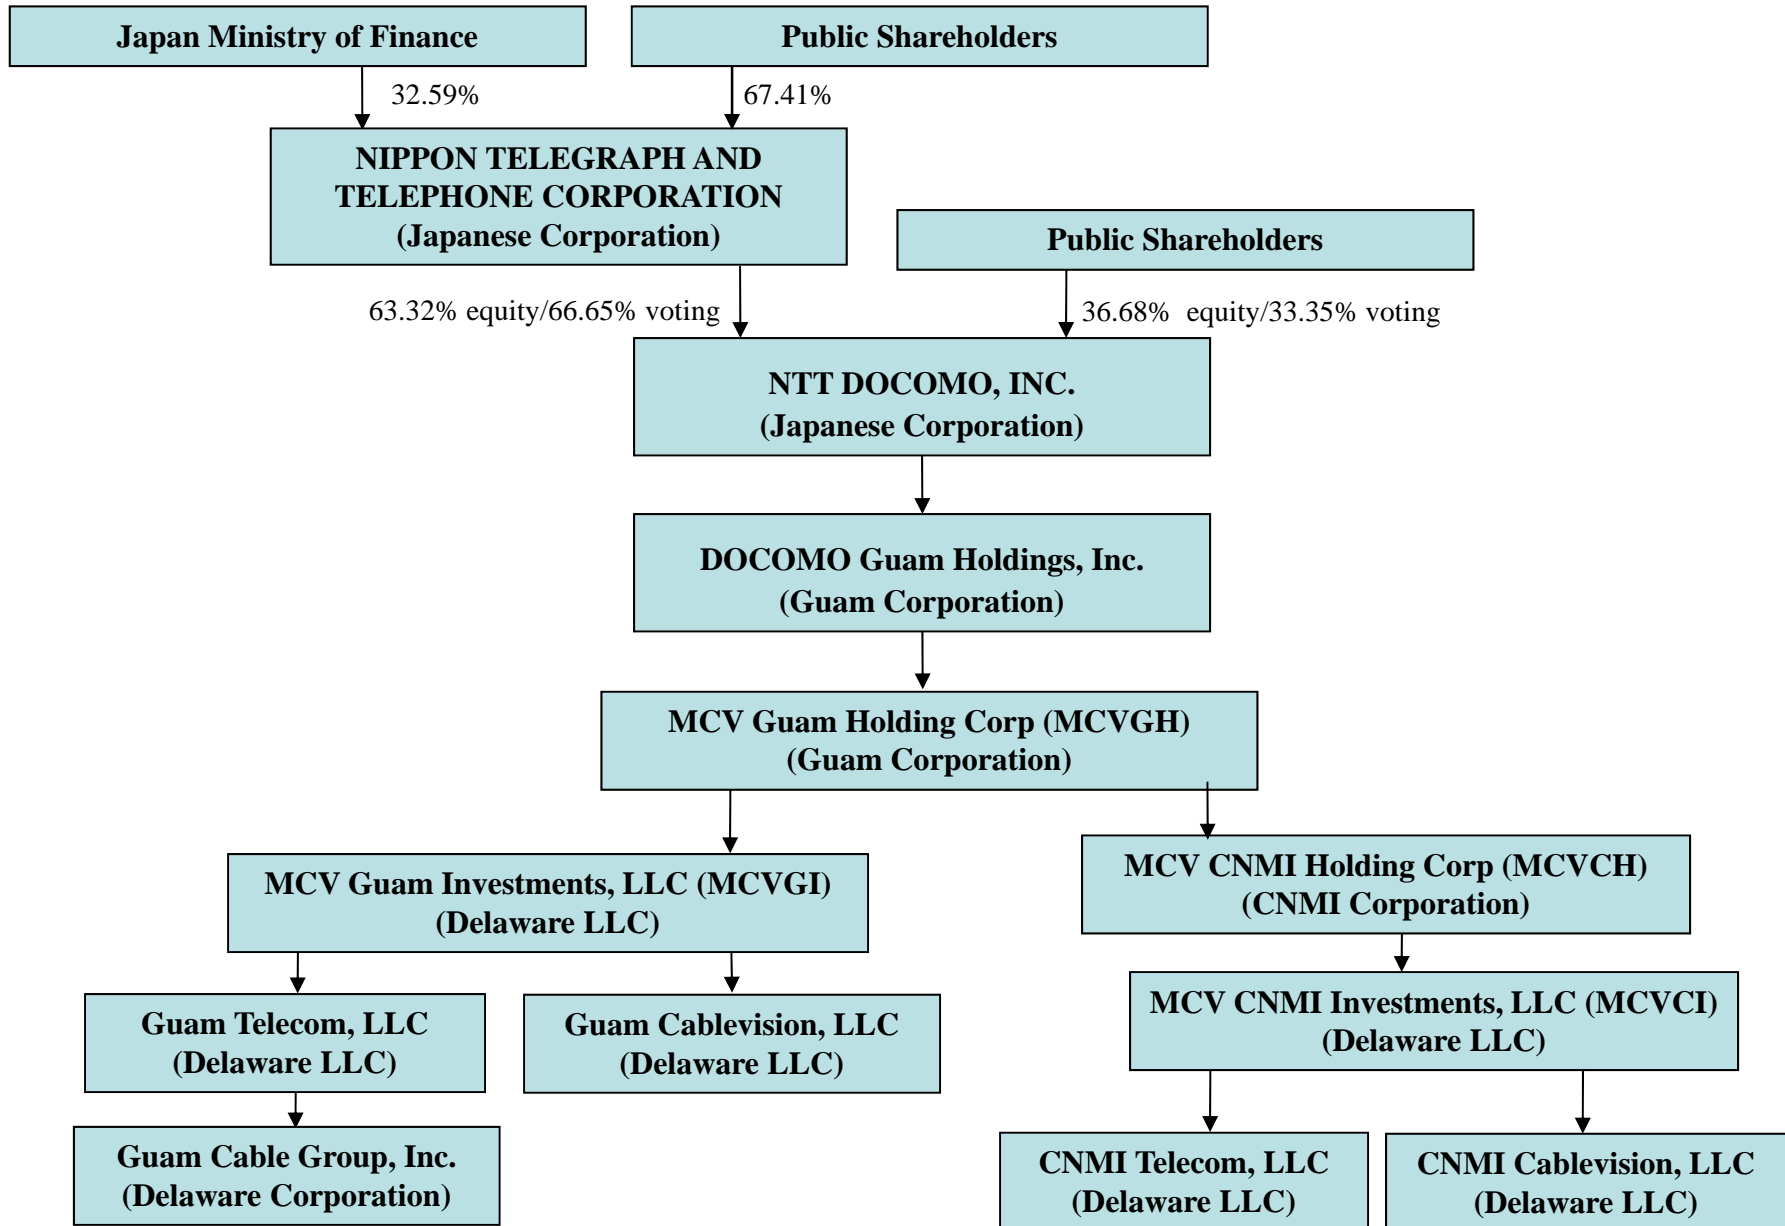 Japan Ministry of Finance
Public Shareholders
32.59%
67.41%
NIPPON TELEGRAPH AND
TELEPHONE CORPORATION
(Japanese Corporation)
Public Shareholders
63.32% equity/66.65% voting
36.68% equity/33.35% voting
NTT DOCOMO, INC.
(Japanese Corporation)
DOCOMO Guam Holdings, Inc.
(Guam Corporation)
MCV Guam Holding Corp (MCVGH)
(Guam Corporation)
MCV Guam Investments, LLC (MCVGI)
(Delaware LLC)
MCV CNMI Holding Corp (MCVCH)
(CNMI Corporation)
Guam Telecom, LLC
(Delaware LLC)
Guam Cablevision, LLC
(Delaware LLC)
MCV CNMI Investments, LLC (MCVCI)
(Delaware LLC)
Guam Cable Group, Inc.
(Delaware Corporation)
CNMI Telecom, LLC
(Delaware LLC)
CNMI Cablevision, LLC
(Delaware LLC)